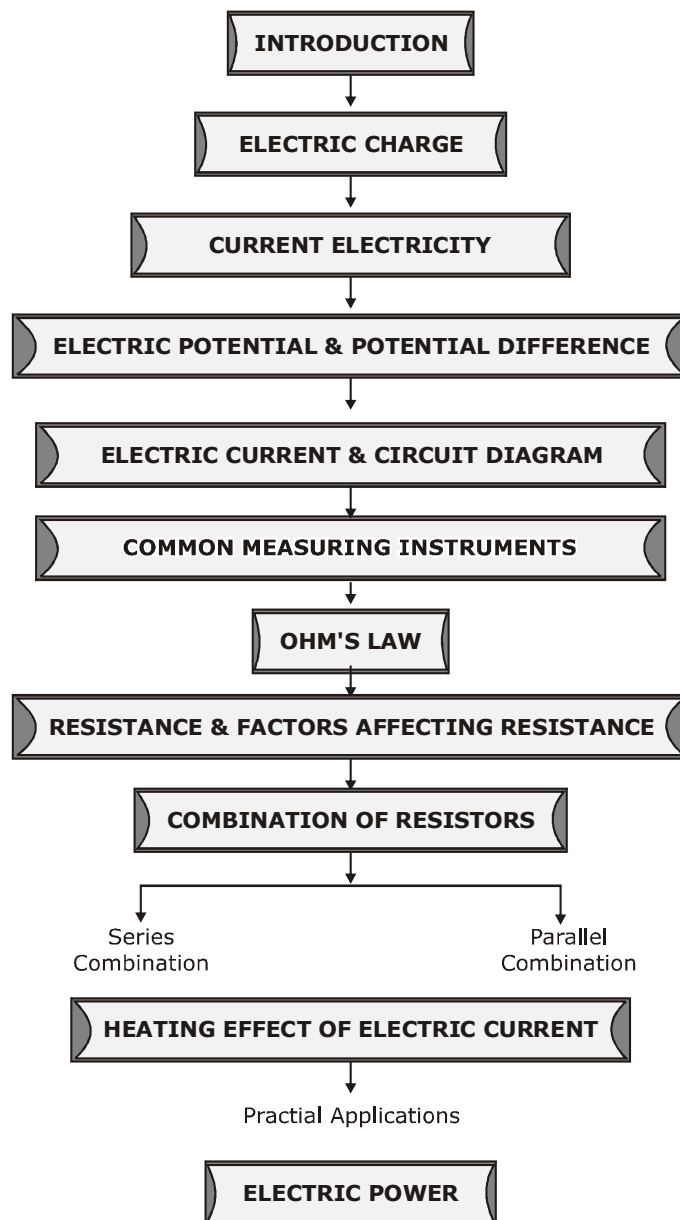 INTRODUCTION
ELECTRIC CHARGE
CURRENT ELECTRICITY
ELECTRIC POTENTIAL & POTENTIAL DIFFERENCE
ELECTRIC CURRENT & CIRCUIT DIAGRAM
COMMON MEASURING INSTRUMENTS
OHM'S LAW
RESISTANCE & FACTORS AFFECTING RESISTANCE
COMBINATION OF RESISTORS
Series
Combination
Parallel
Combination
HEATING EFFECT OF ELECTRIC CURRENT
Practial Applications
ELECTRIC POWER